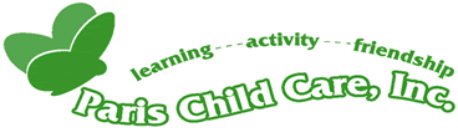 learning---activity---friendship
Paris Child Care, Inc.